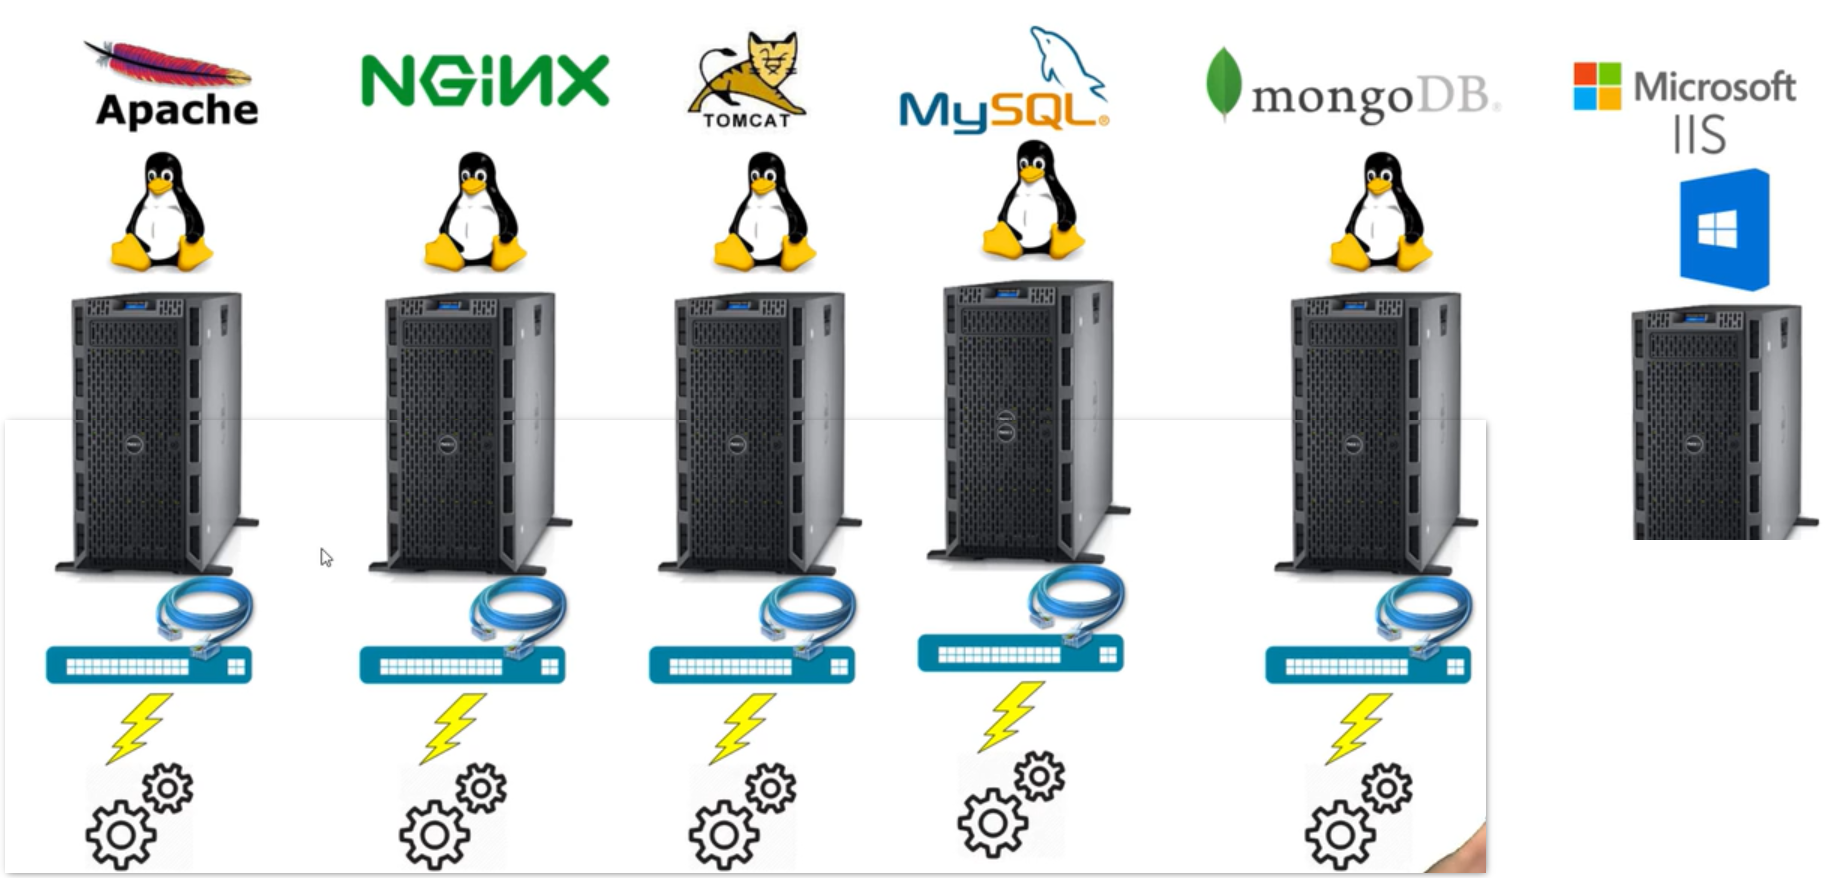 Apache
NGiNX
TOMCAT
MySQL®
mongoDB®
Microsoft
IIS